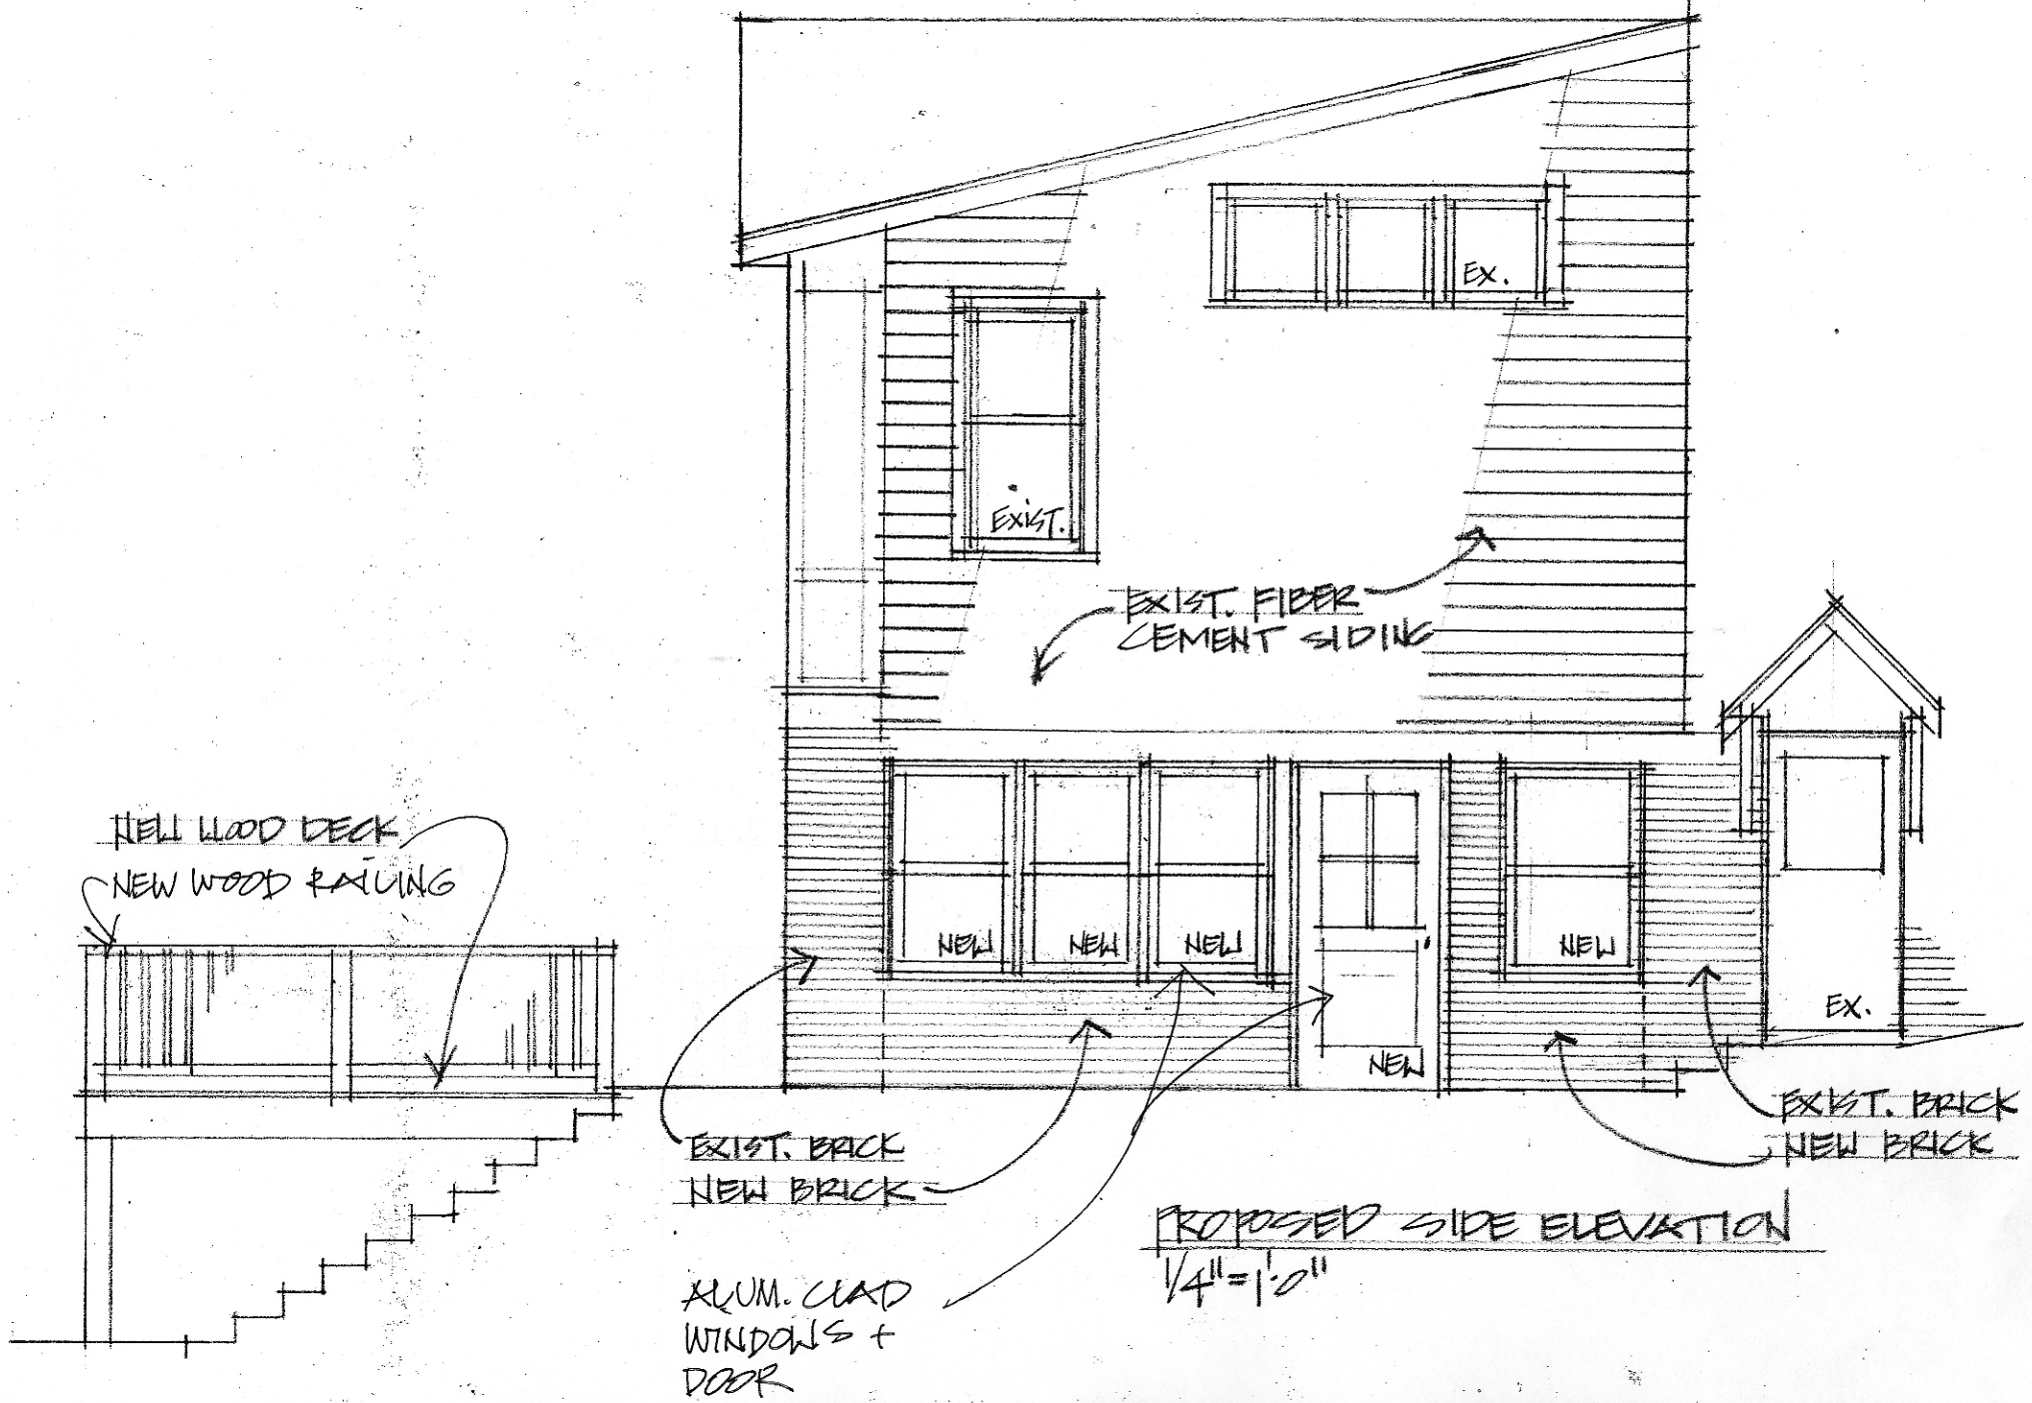 EX.
EXIST.
EXIST. FIBER
CEMENT SIDING
NEW WOOD DECK
NEW WOOD RAILING
NEW NEW NEW NEW
NEW
EX.
EXIST. BRICK
NEW BRICK
EXIST. BRICK
NEW BRICK
PROPOSED SIDE ELEVATION
1/4"=1'-0"
ALUM. CLAD
WINDOWS +
DOOR